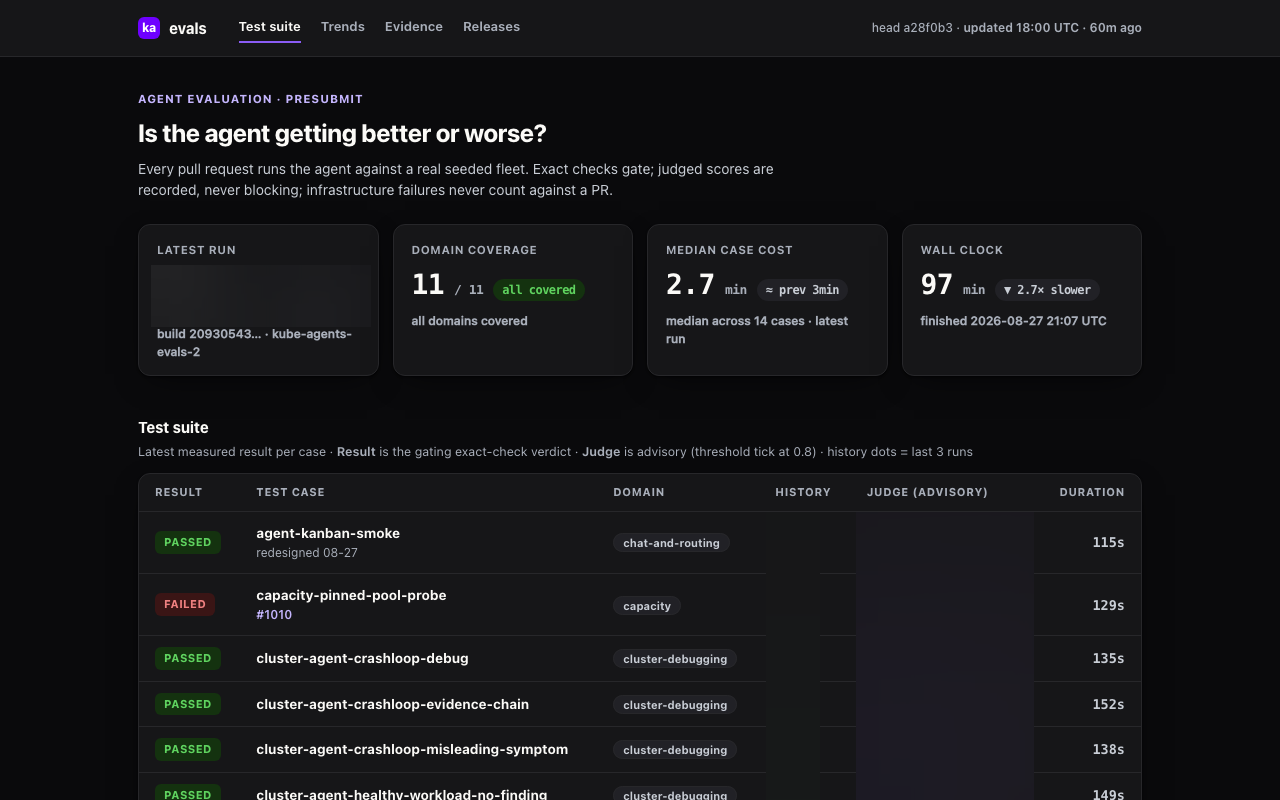 ka evals Test suite Trends Evidence Releases head a28f0b3 · updated 18:00 UTC · 60m ago
AGENT EVALUATION · PRESUBMIT
Is the agent getting better or worse?
Every pull request runs the agent against a real seeded fleet. Exact checks gate; judged scores are
recorded, never blocking; infrastructure failures never count against a PR.
LATEST RUN
build 20930543... · kube-agents-
evals-2
DOMAIN COVERAGE
11 / 11 all covered
all domains covered
MEDIAN CASE COST
2.7 min ≈ prev 3min
median across 14 cases · latest
run
WALL CLOCK
97 min ▼ 2.7× slower
finished 2026-08-27 21:07 UTC
Test suite
Latest measured result per case · Result is the gating exact-check verdict · Judge is advisory (threshold tick at 0.8) · history dots = last 3 runs
RESULT TEST CASE DOMAIN HISTORY JUDGE (ADVISORY) DURATION
PASSED agent-kanban-smoke chat-and-routing 115s
redesigned 08-27
FAILED capacity-pinned-pool-probe capacity 129s
#1010
PASSED cluster-agent-crashloop-debug cluster-debugging 135s
PASSED cluster-agent-crashloop-evidence-chain cluster-debugging 152s
PASSED cluster-agent-crashloop-misleading-symptom cluster-debugging 138s
PASSED cluster-agent-healthy-workload-no-finding cluster-debugging 149s